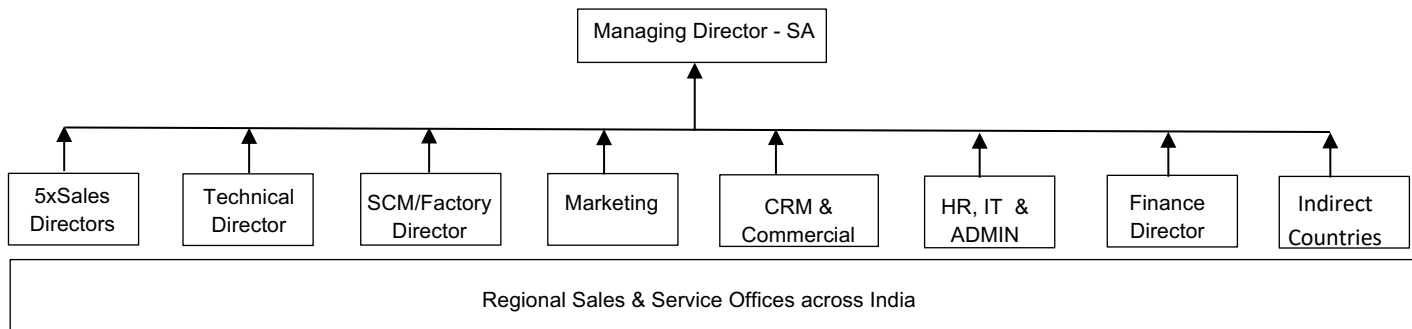 Managing Director - SA
5xSales
Directors
Technical
Director
SCM/Factory
Director
Marketing
CRM &
Commercial
HR, IT &
ADMIN
Finance
Director
Indirect
Countries
Regional Sales & Service Offices across India